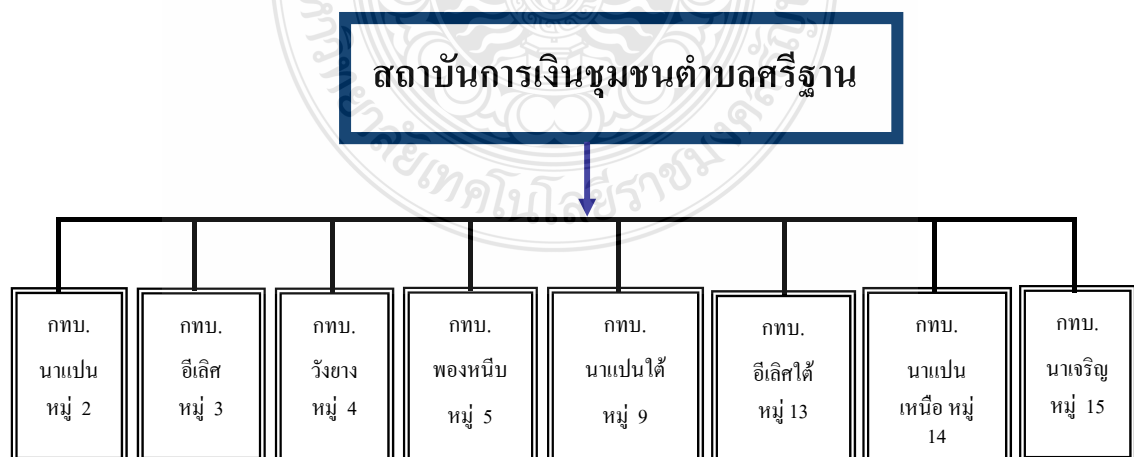 สถาบันการเงินชุมชนตำบลศรีฐาน
กทบ.
นาแปน
หมู่ 2
กทบ.
อีเลิศ
หมู่ 3
กทบ.
วังยาง
หมู่ 4
กทบ.
พองหนีบ
หมู่ 5
กทบ.
นาแปนใต้
หมู่ 9
กทบ.
อีเลิศใต้
หมู่ 13
กทบ.
นาแปน
เหนือ หมู่
14
กทบ.
นาเจริญ
หมู่ 15